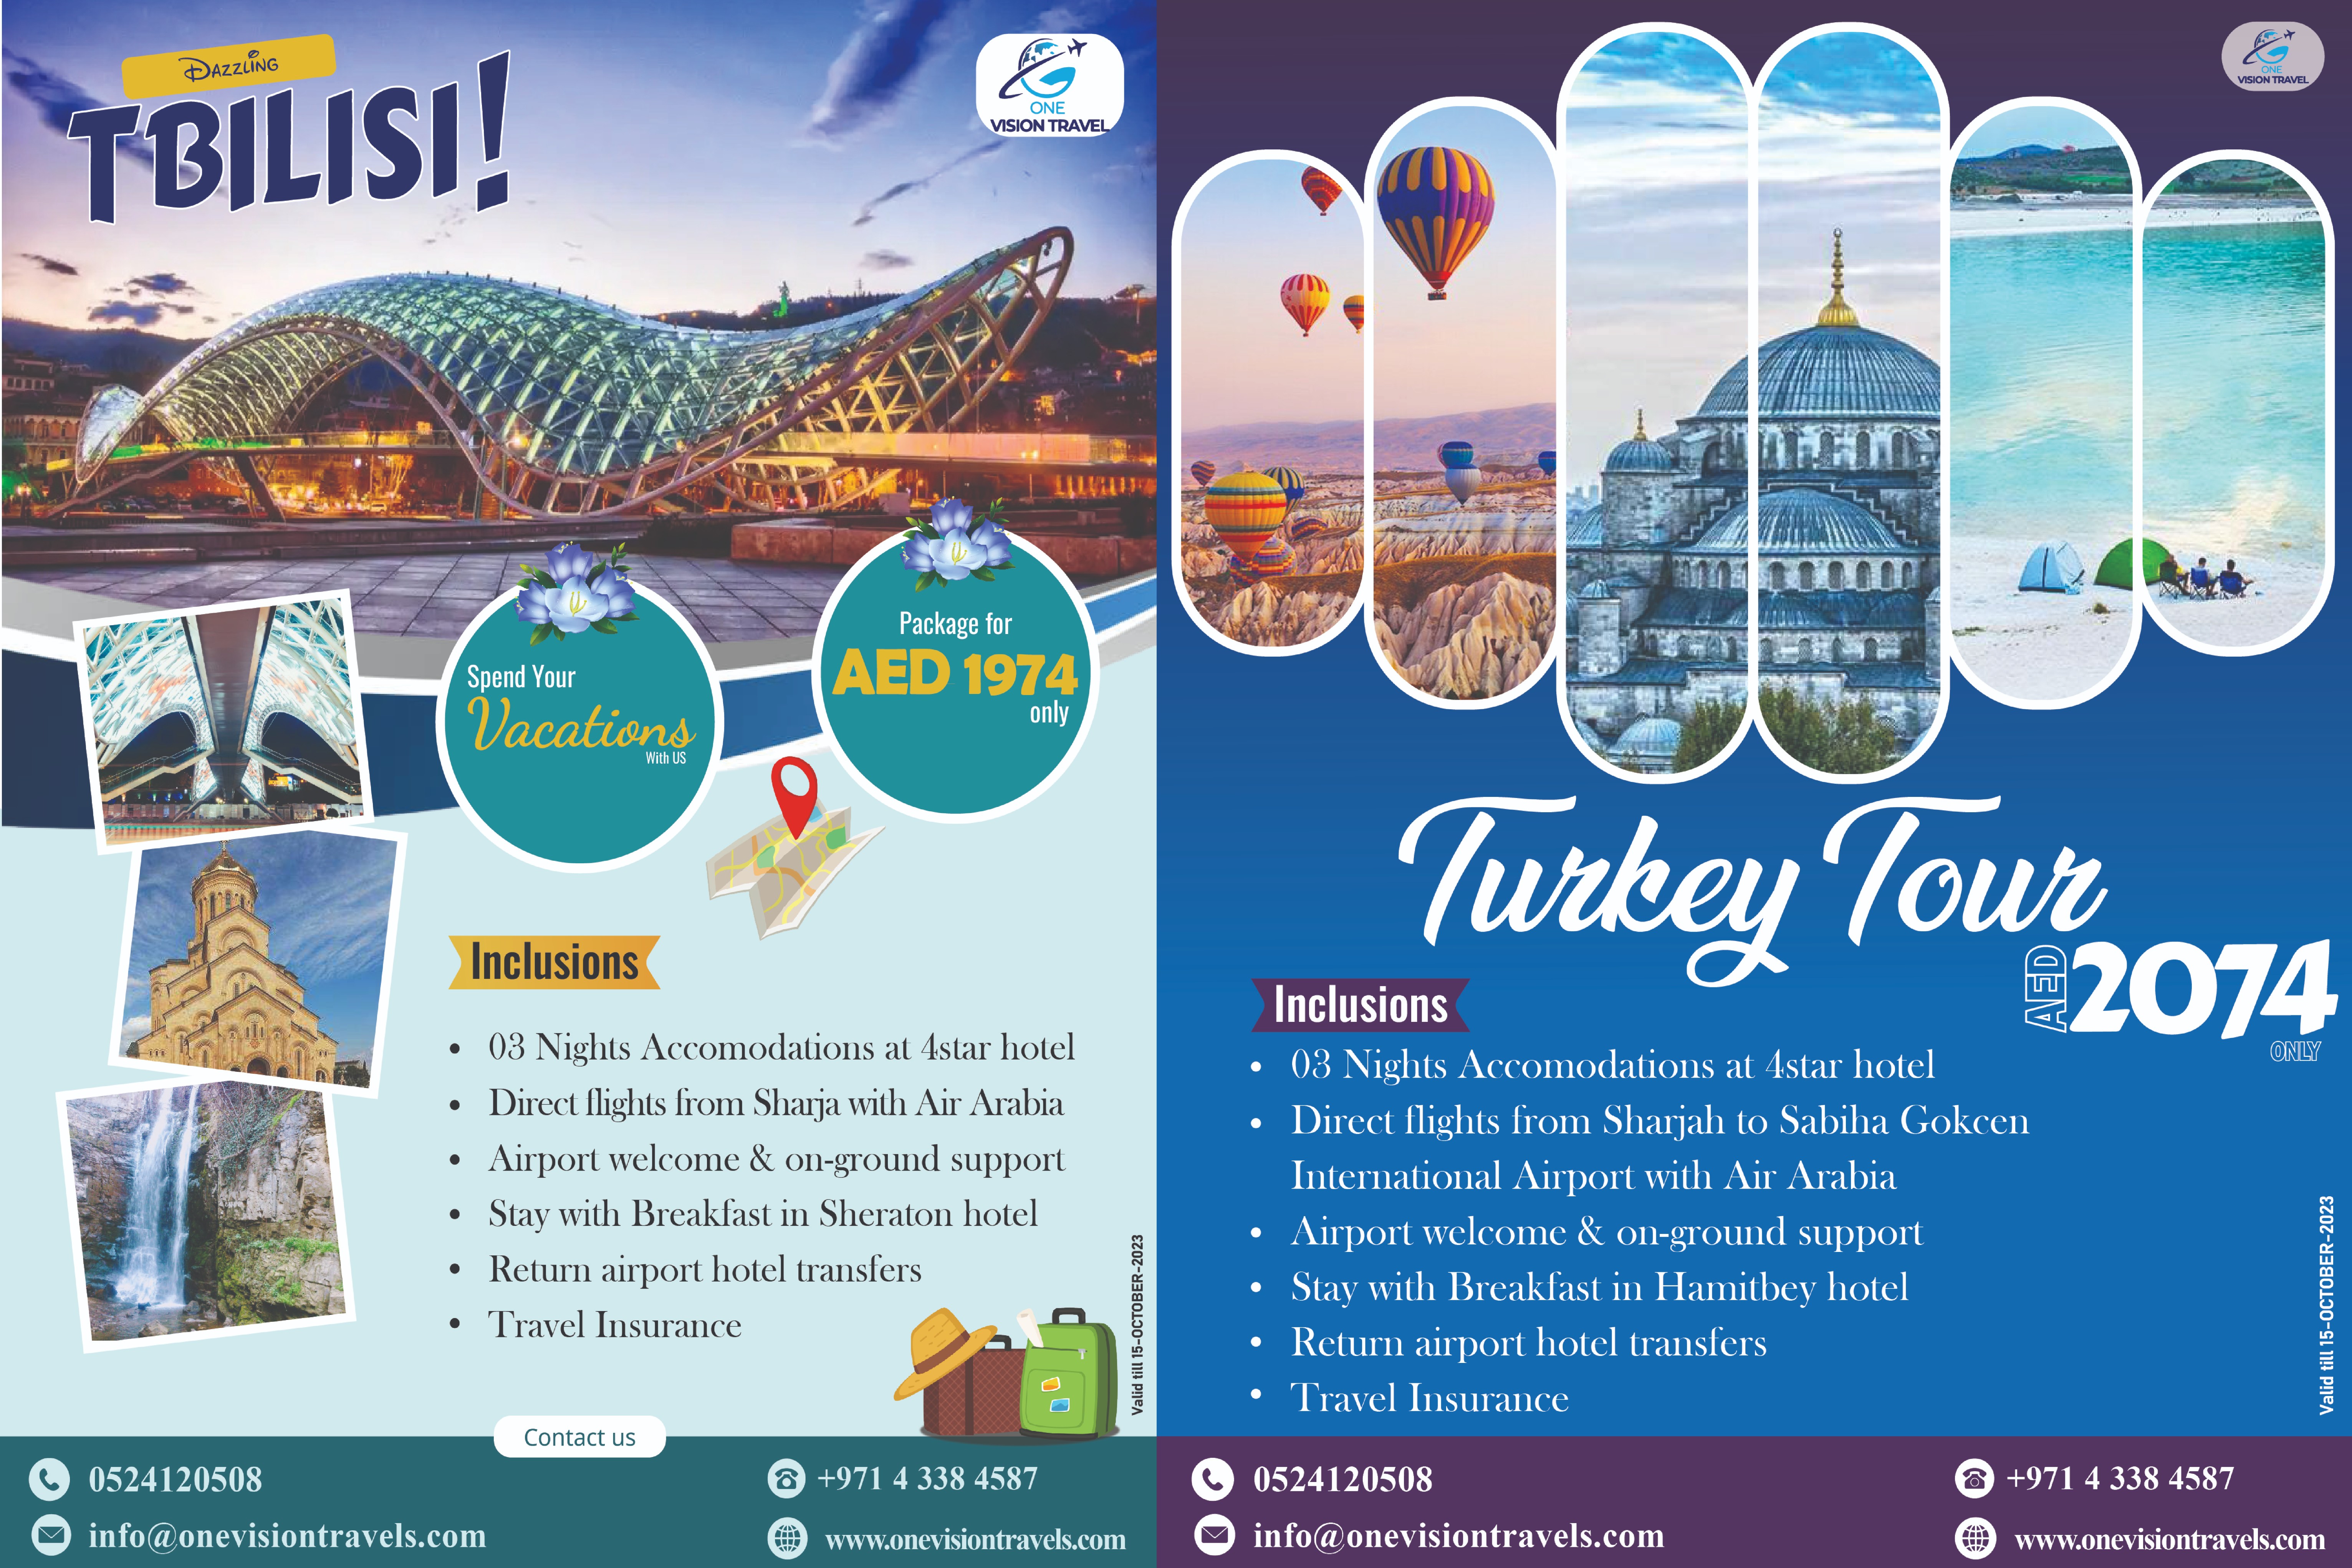 DAZZLING
TBILISI!
ONE
VISION TRAVEL
Spend Your
Vacations
With US
Package for
AED 1974
only
Inclusions
• 03 Nights Accomodations at 4star hotel
• Direct flights from Sharja with Air Arabia
• Airport welcome & on-ground support
• Stay with Breakfast in Sheraton hotel
• Return airport hotel transfers
• Travel Insurance
Valid till 15-OCTOBER-2023
Contact us
0524120508
+971 4 338 4587
info@onevisiontravels.com
www.onevisiontravels.com
ONE
VISION TRAVEL
Turkey Tour
AED 2074
ONLY
Inclusions
• 03 Nights Accomodations at 4star hotel
• Direct flights from Sharjah to Sabiha Gokcen
International Airport with Air Arabia
• Airport welcome & on-ground support
• Stay with Breakfast in Hamitbey hotel
• Return airport hotel transfers
• Travel Insurance
Valid till 15-OCTOBER-2023
0524120508
+971 4 338 4587
info@onevisiontravels.com
www.onevisiontravels.com